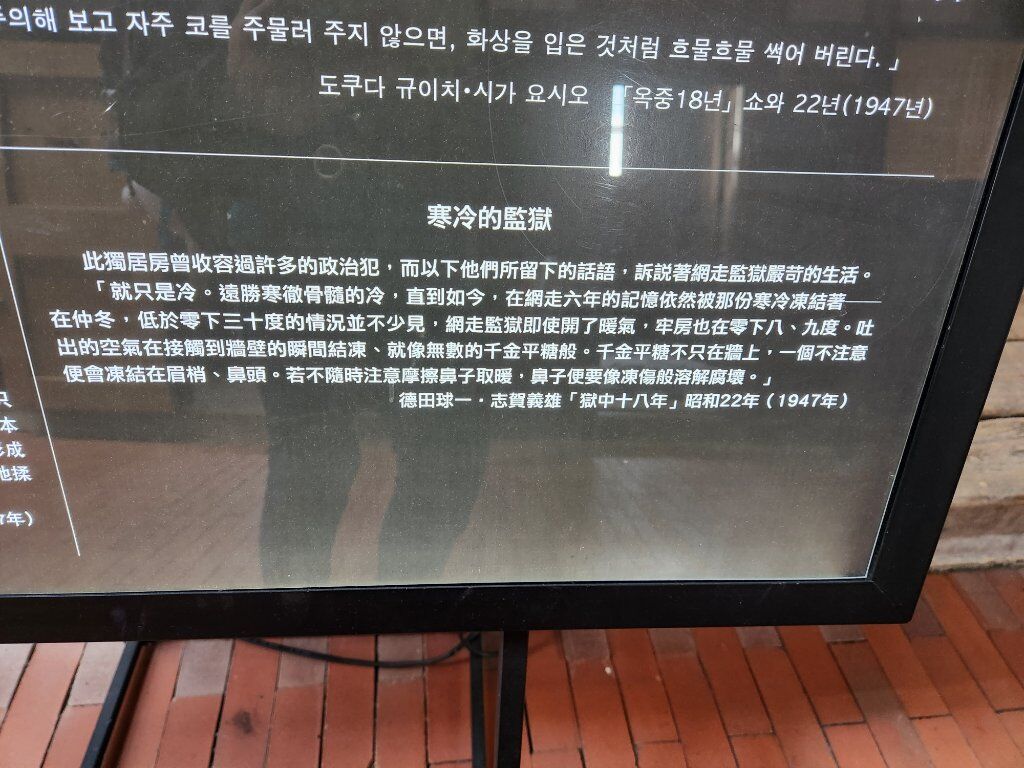 의해 보고 자주 코를 주물러 주지 않으면, 화상을 입은 것처럼 흐물흐물 썩어 버린다.」
도쿠다 규이치•시가 요시오 「옥중18년」쇼와 22년(1947년)
寒冷的監獄
此獨居房曾收容過許多的政治犯，而以下他們所留下的話語，訴説著網走監獄嚴苛的生活。
「就只是冷。遠勝寒徹骨髓的冷，直到如今，在網走六年的記憶依然被那份寒冷凍結著——
在仲冬，低於零下三十度的情況並不少見，網走監獄即使開了暖氣，牢房也在零下八、九度。吐
出的空氣在接觸到牆壁的瞬間結凍、就像無數的千金平糖般。千金平糖不只在牆上，一個不注意
便會凍結在眉梢、鼻頭。若不隨時注意摩擦鼻子取暖，鼻子便要像凍傷般溶解腐壞。」
德田球一．志賀義雄「獄中十八年」昭和22年（1947年）
只
本
形成
地揉
7年）